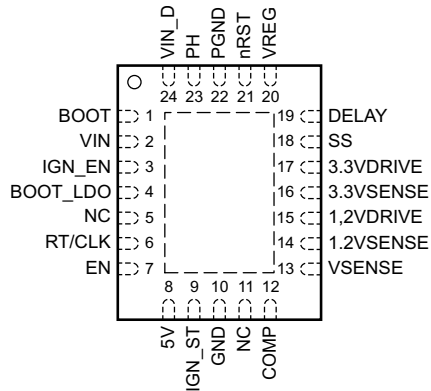 VIN_D
PH
PGND
nRST
VREG
24
23
22
21
20
BOOT 1
VIN 2
IGN_EN 3
BOOT_LDO 4
NC 5
RT/CLK 6
EN 7
19 DELAY
18 SS
17 3.3VDRIVE
16 3.3VSENSE
15 1,2VDRIVE
14 1.2VSENSE
13 VSENSE
8
9
10
11
12
5V
IGN_ST
GND
NC
COMP